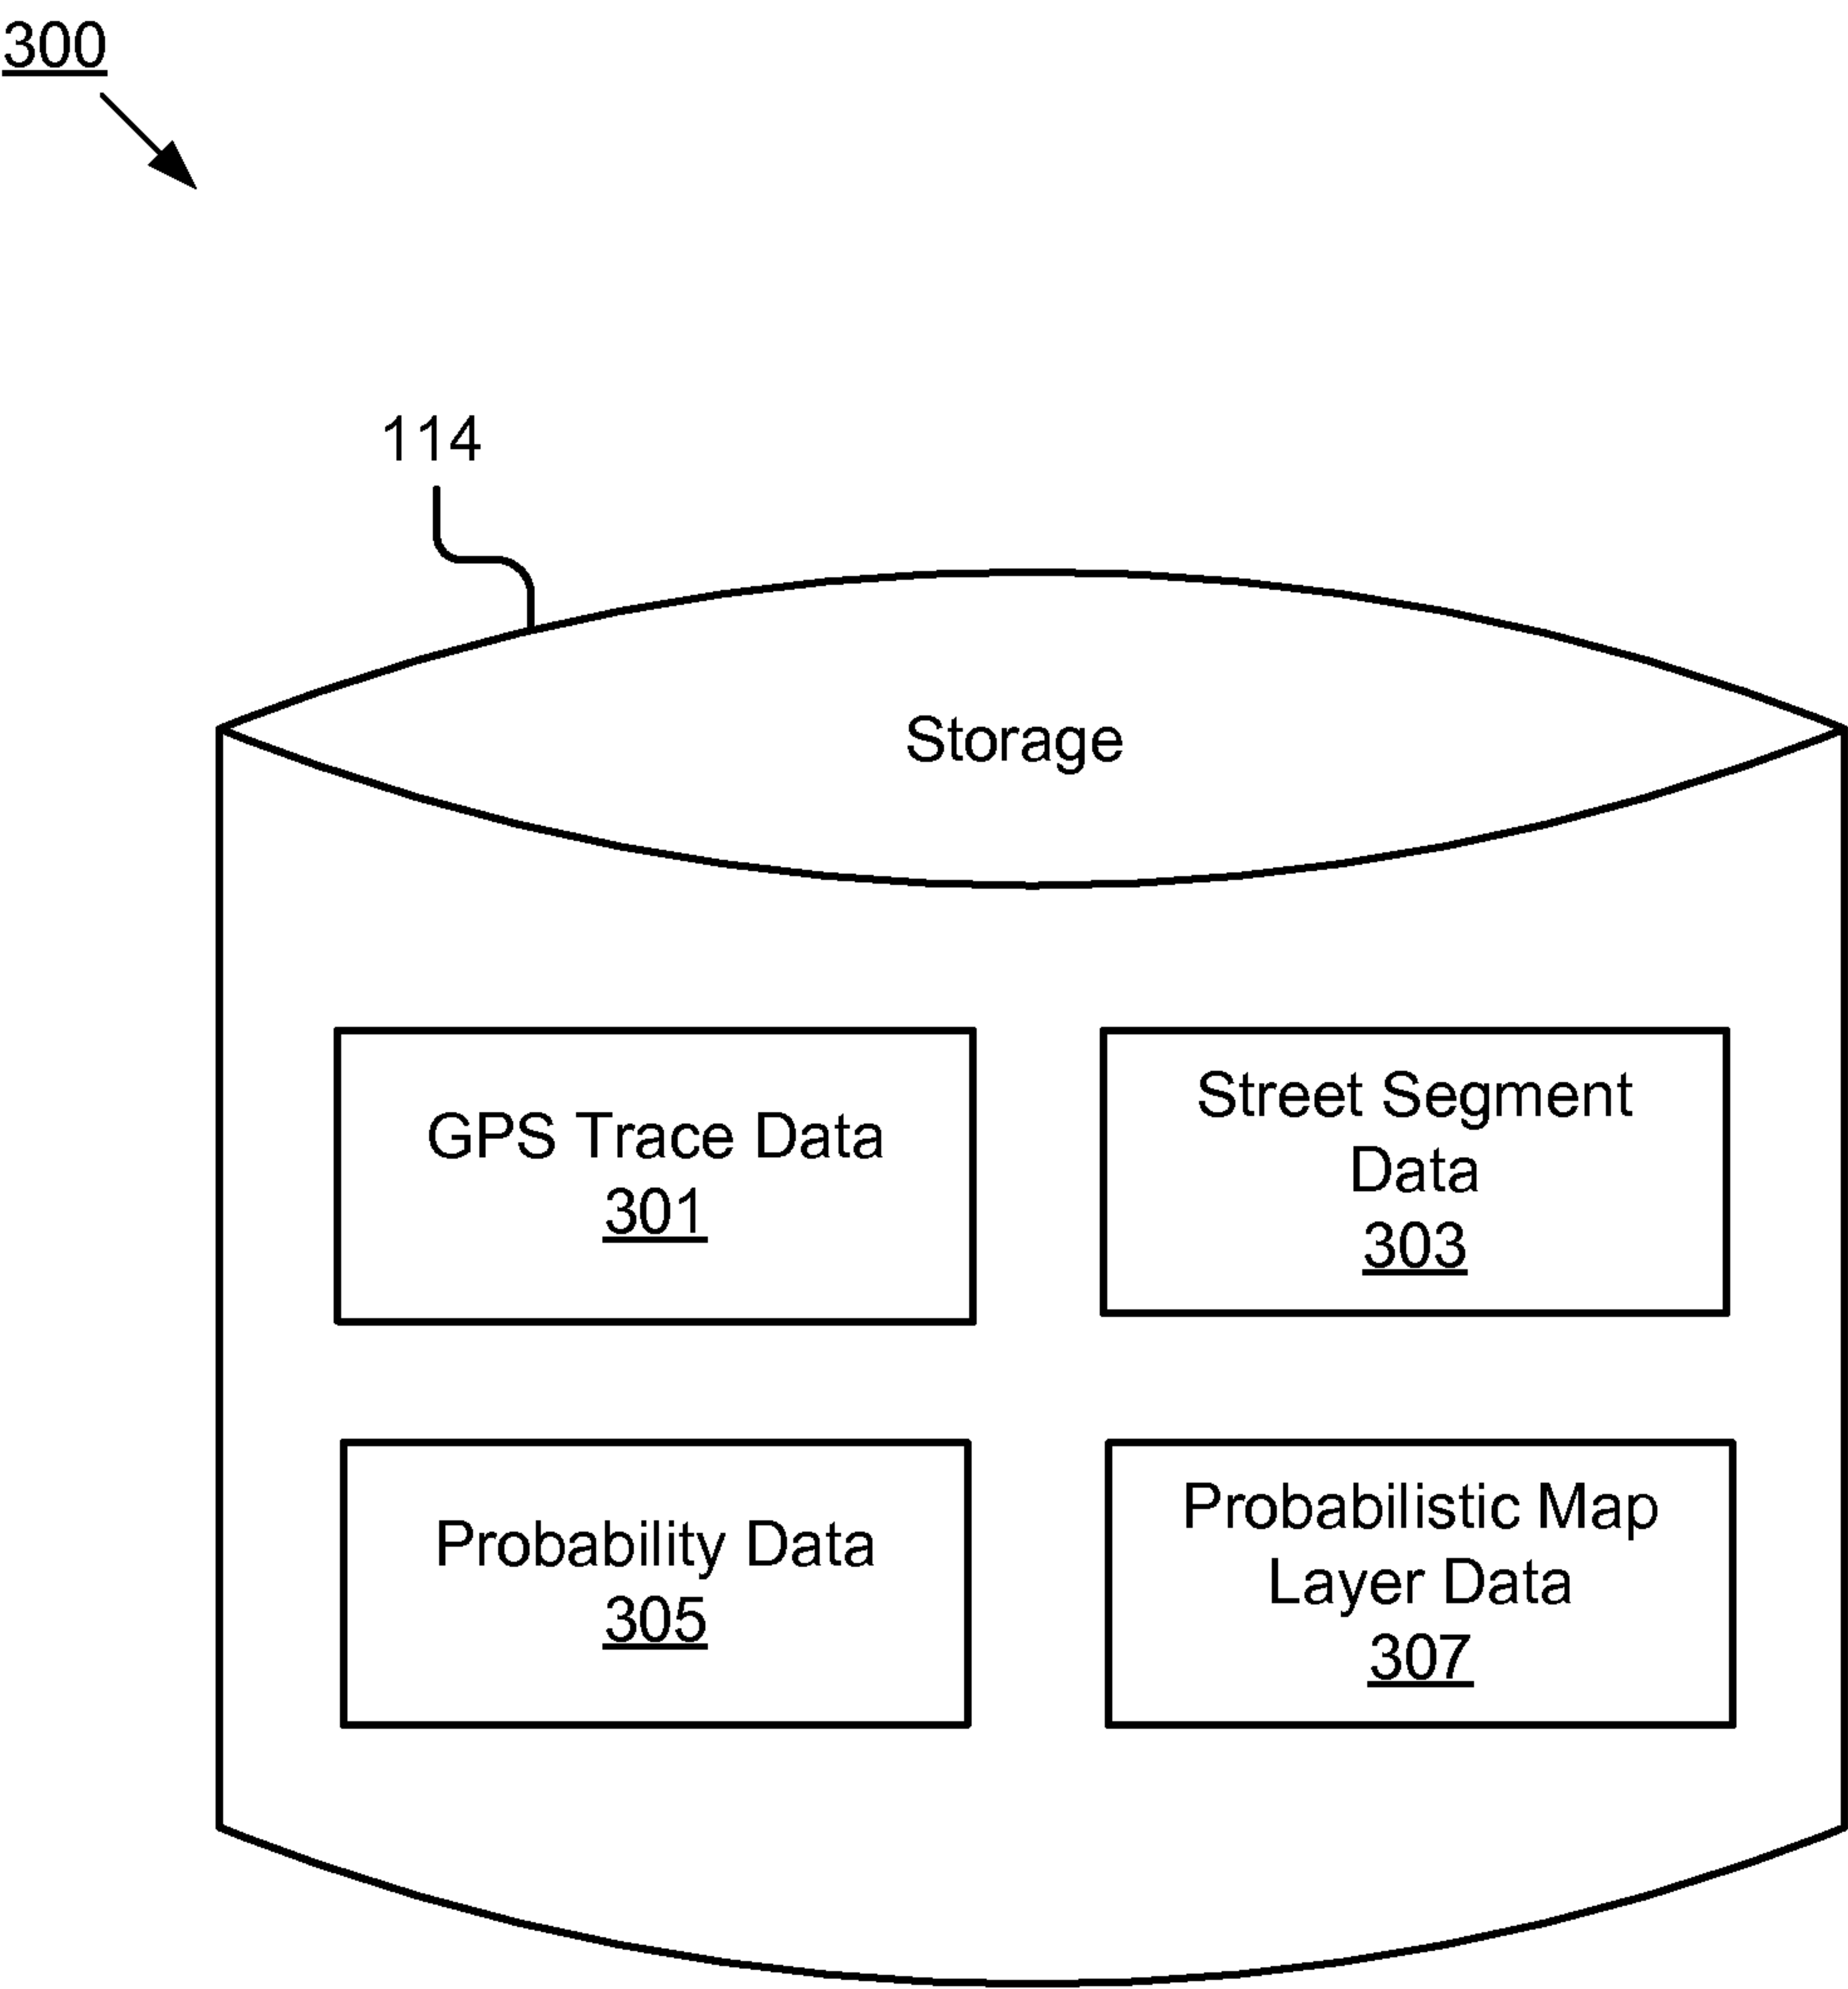 300
114
Storage
GPS Trace Data
301
Street Segment
Data
303
Probability Data
305
Probabilistic Map
Layer Data
307